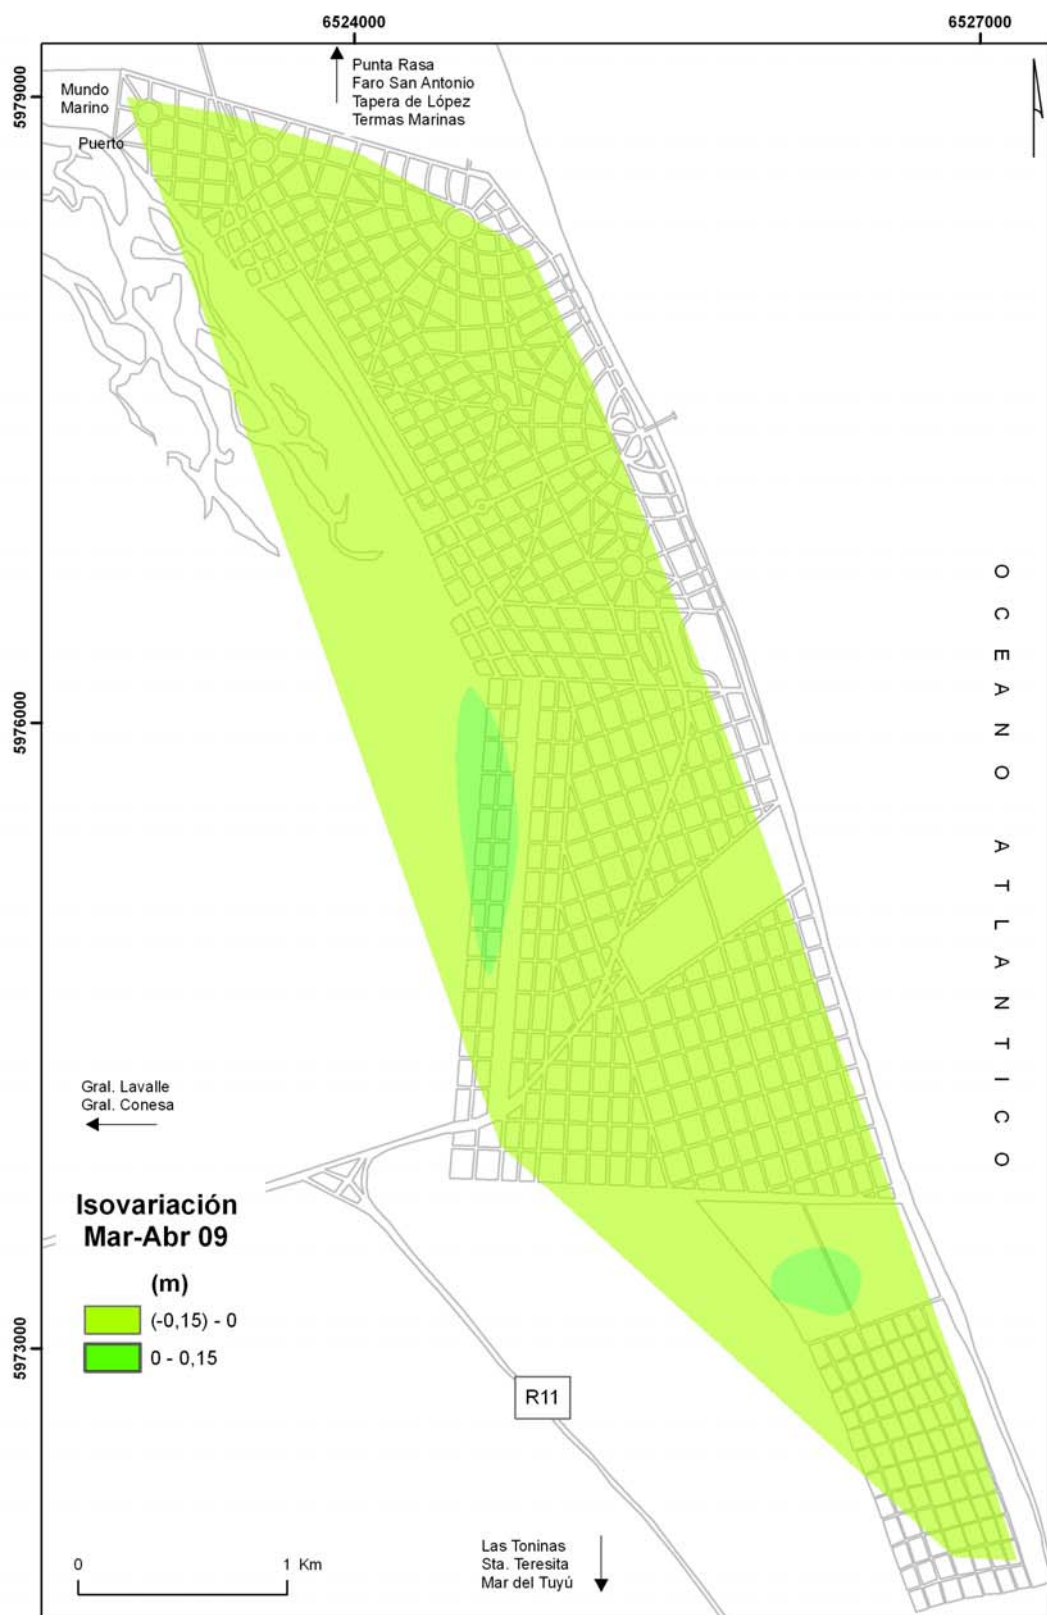 6524000
6527000
5979000
5976000
5973000
Mundo
Marino
Puerto
Punta Rasa
Faro San Antonio
Tapera de López
Termas Marinas
OCEANO ATLANTICO
Gral. Lavalle
Gral. Conesa
Isovariación
Mar-Abr 09
(m)
(-0,15) - 0
0 - 0,15
R11
0 1 Km
Las Toninas
Sta. Teresita
Mar del Tuyú